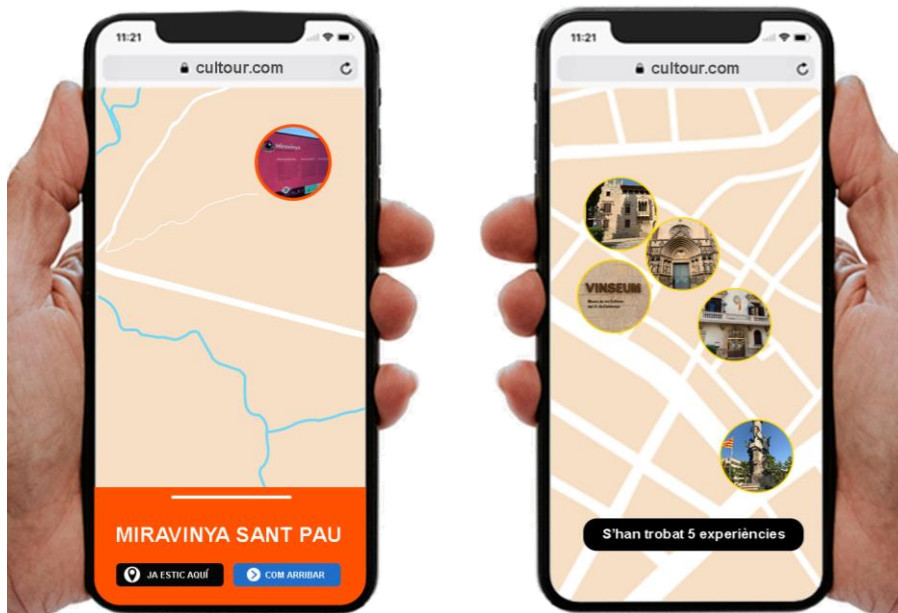 11:21
cultour.com
Miravinya
MIRAVINYA SANT PAU
JA ESTIC AQUÍ
COM ARRIBAR
11:21
cultour.com
VINSEUM
S'han trobat 5 experiències